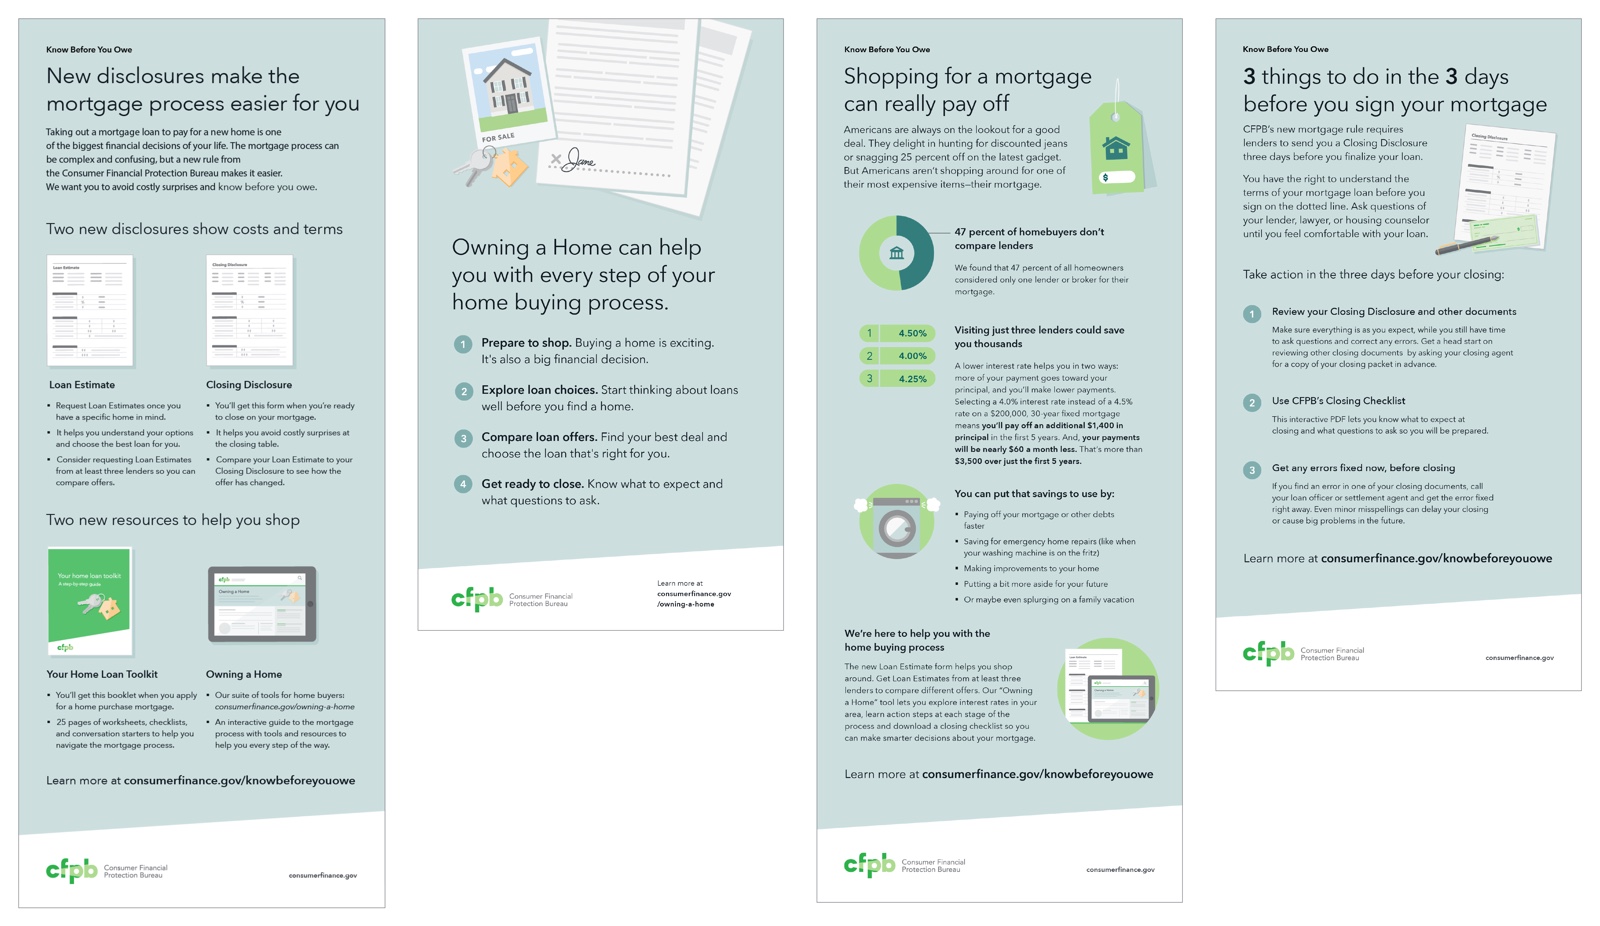 Know Before You Owe
New disclosures make the
mortgage process easier for you
Taking out a mortgage loan to pay for a new home is one
of the biggest financial decisions of your life. The mortgage process can
be complex and confusing, but a new rule from
the Consumer Financial Protection Bureau makes it easier.
We want you to avoid costly surprises and know before you owe.
Two new disclosures show costs and terms
Loan Estimate
Closing Disclosure
Loan Estimate
▪ Request Loan Estimates once you
have a specific home in mind.
▪ It helps you understand your options
and choose the best loan for you.
▪ Consider requesting Loan Estimates
from at least three lenders so you can
compare offers.
Closing Disclosure
▪ You'll get this form when you're ready
to close on your mortgage.
▪ It helps you avoid costly surprises at
the closing table.
▪ Compare your Loan Estimate to your
Closing Disclosure to see how the
offer has changed.
Two new resources to help you shop
Your home loan toolkit
A step-by-step guide
cfpb
cfpb
Owning a Home
Your Home Loan Toolkit
▪ You'll get this booklet when you apply
for a home purchase mortgage.
▪ 25 pages of worksheets, checklists,
and conversation starters to help you
navigate the mortgage process.
Owning a Home
▪ Our suite of tools for home buyers:
consumerfinance.gov/owning-a-home
▪ An interactive guide to the mortgage
process with tools and resources to
help you every step of the way.
Learn more at consumerfinance.gov/knowbeforeyouowe
cfpb Consumer Financial
Protection Bureau
consumerfinance.gov
FOR SALE
× Jane
Owning a Home can help
you with every step of your
home buying process.
1 Prepare to shop. Buying a home is exciting.
It's also a big financial decision.
2 Explore loan choices. Start thinking about loans
well before you find a home.
3 Compare loan offers. Find your best deal and
choose the loan that's right for you.
4 Get ready to close. Know what to expect and
what questions to ask.
cfpb Consumer Financial
Protection Bureau
Learn more at
consumerfinance.gov
/owning-a-home
Know Before You Owe
Shopping for a mortgage
can really pay off
Americans are always on the lookout for a good
deal. They delight in hunting for discounted jeans
or snagging 25 percent off on the latest gadget.
But Americans aren't shopping around for one of
their most expensive items–their mortgage.
$
47 percent of homebuyers don't
compare lenders
We found that 47 percent of all homeowners
considered only one lender or broker for their
mortgage.
1 4.50%
2 4.00%
3 4.25%
Visiting just three lenders could save
you thousands
A lower interest rate helps you in two ways:
more of your payment goes toward your
principal, and you'll make lower payments.
Selecting a 4.0% interest rate instead of a 4.5%
rate on a $200,000, 30-year fixed mortgage
means you'll pay off an additional $1,400 in
principal in the first 5 years. And, your payments
will be nearly $60 a month less. That's more than
$3,500 over just the first 5 years.
You can put that savings to use by:
▪ Paying off your mortgage or other debts
faster
▪ Saving for emergency home repairs (like when
your washing machine is on the fritz)
▪ Making improvements to your home
▪ Putting a bit more aside for your future
▪ Or maybe even splurging on a family vacation
We're here to help you with the
home buying process
The new Loan Estimate form helps you shop
around. Get Loan Estimates from at least three
lenders to compare different offers. Our "Owning
a Home" tool lets you explore interest rates in your
area, learn action steps at each stage of the
process and download a closing checklist so you
can make smarter decisions about your mortgage.
Loan Estimate
Learn more at consumerfinance.gov/knowbeforeyouowe
cfpb Consumer Financial
Protection Bureau
consumerfinance.gov
Know Before You Owe
3 things to do in the 3 days
before you sign your mortgage
CFPB's new mortgage rule requires
lenders to send you a Closing Disclosure
three days before you finalize your loan.
You have the right to understand the
terms of your mortgage loan before you
sign on the dotted line. Ask questions of
your lender, lawyer, or housing counselor
until you feel comfortable with your loan.
Closing Disclosure
Take action in the three days before your closing:
1 Review your Closing Disclosure and other documents
Make sure everything is as you expect, while you still have time
to ask questions and correct any errors. Get a head start on
reviewing other closing documents by asking your closing agent
for a copy of your closing packet in advance.
2 Use CFPB's Closing Checklist
This interactive PDF lets you know what to expect at
closing and what questions to ask so you will be prepared.
3 Get any errors fixed now, before closing
If you find an error in one of your closing documents, call
your loan officer or settlement agent and get the error fixed
right away. Even minor misspellings can delay your closing
or cause big problems in the future.
Learn more at consumerfinance.gov/knowbeforeyouowe
cfpb Consumer Financial
Protection Bureau
consumerfinance.gov